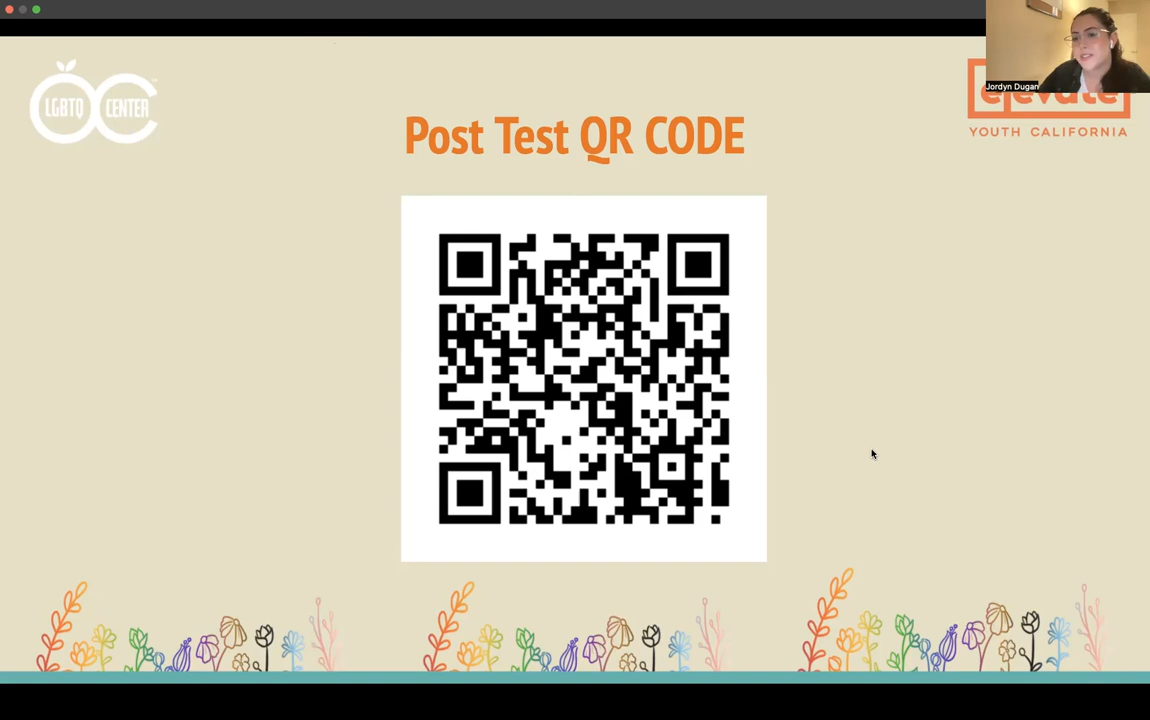 Jordyn Dugan
LGBTQ CENTER
elevate
YOUTH CALIFORNIA
Post Test QR CODE